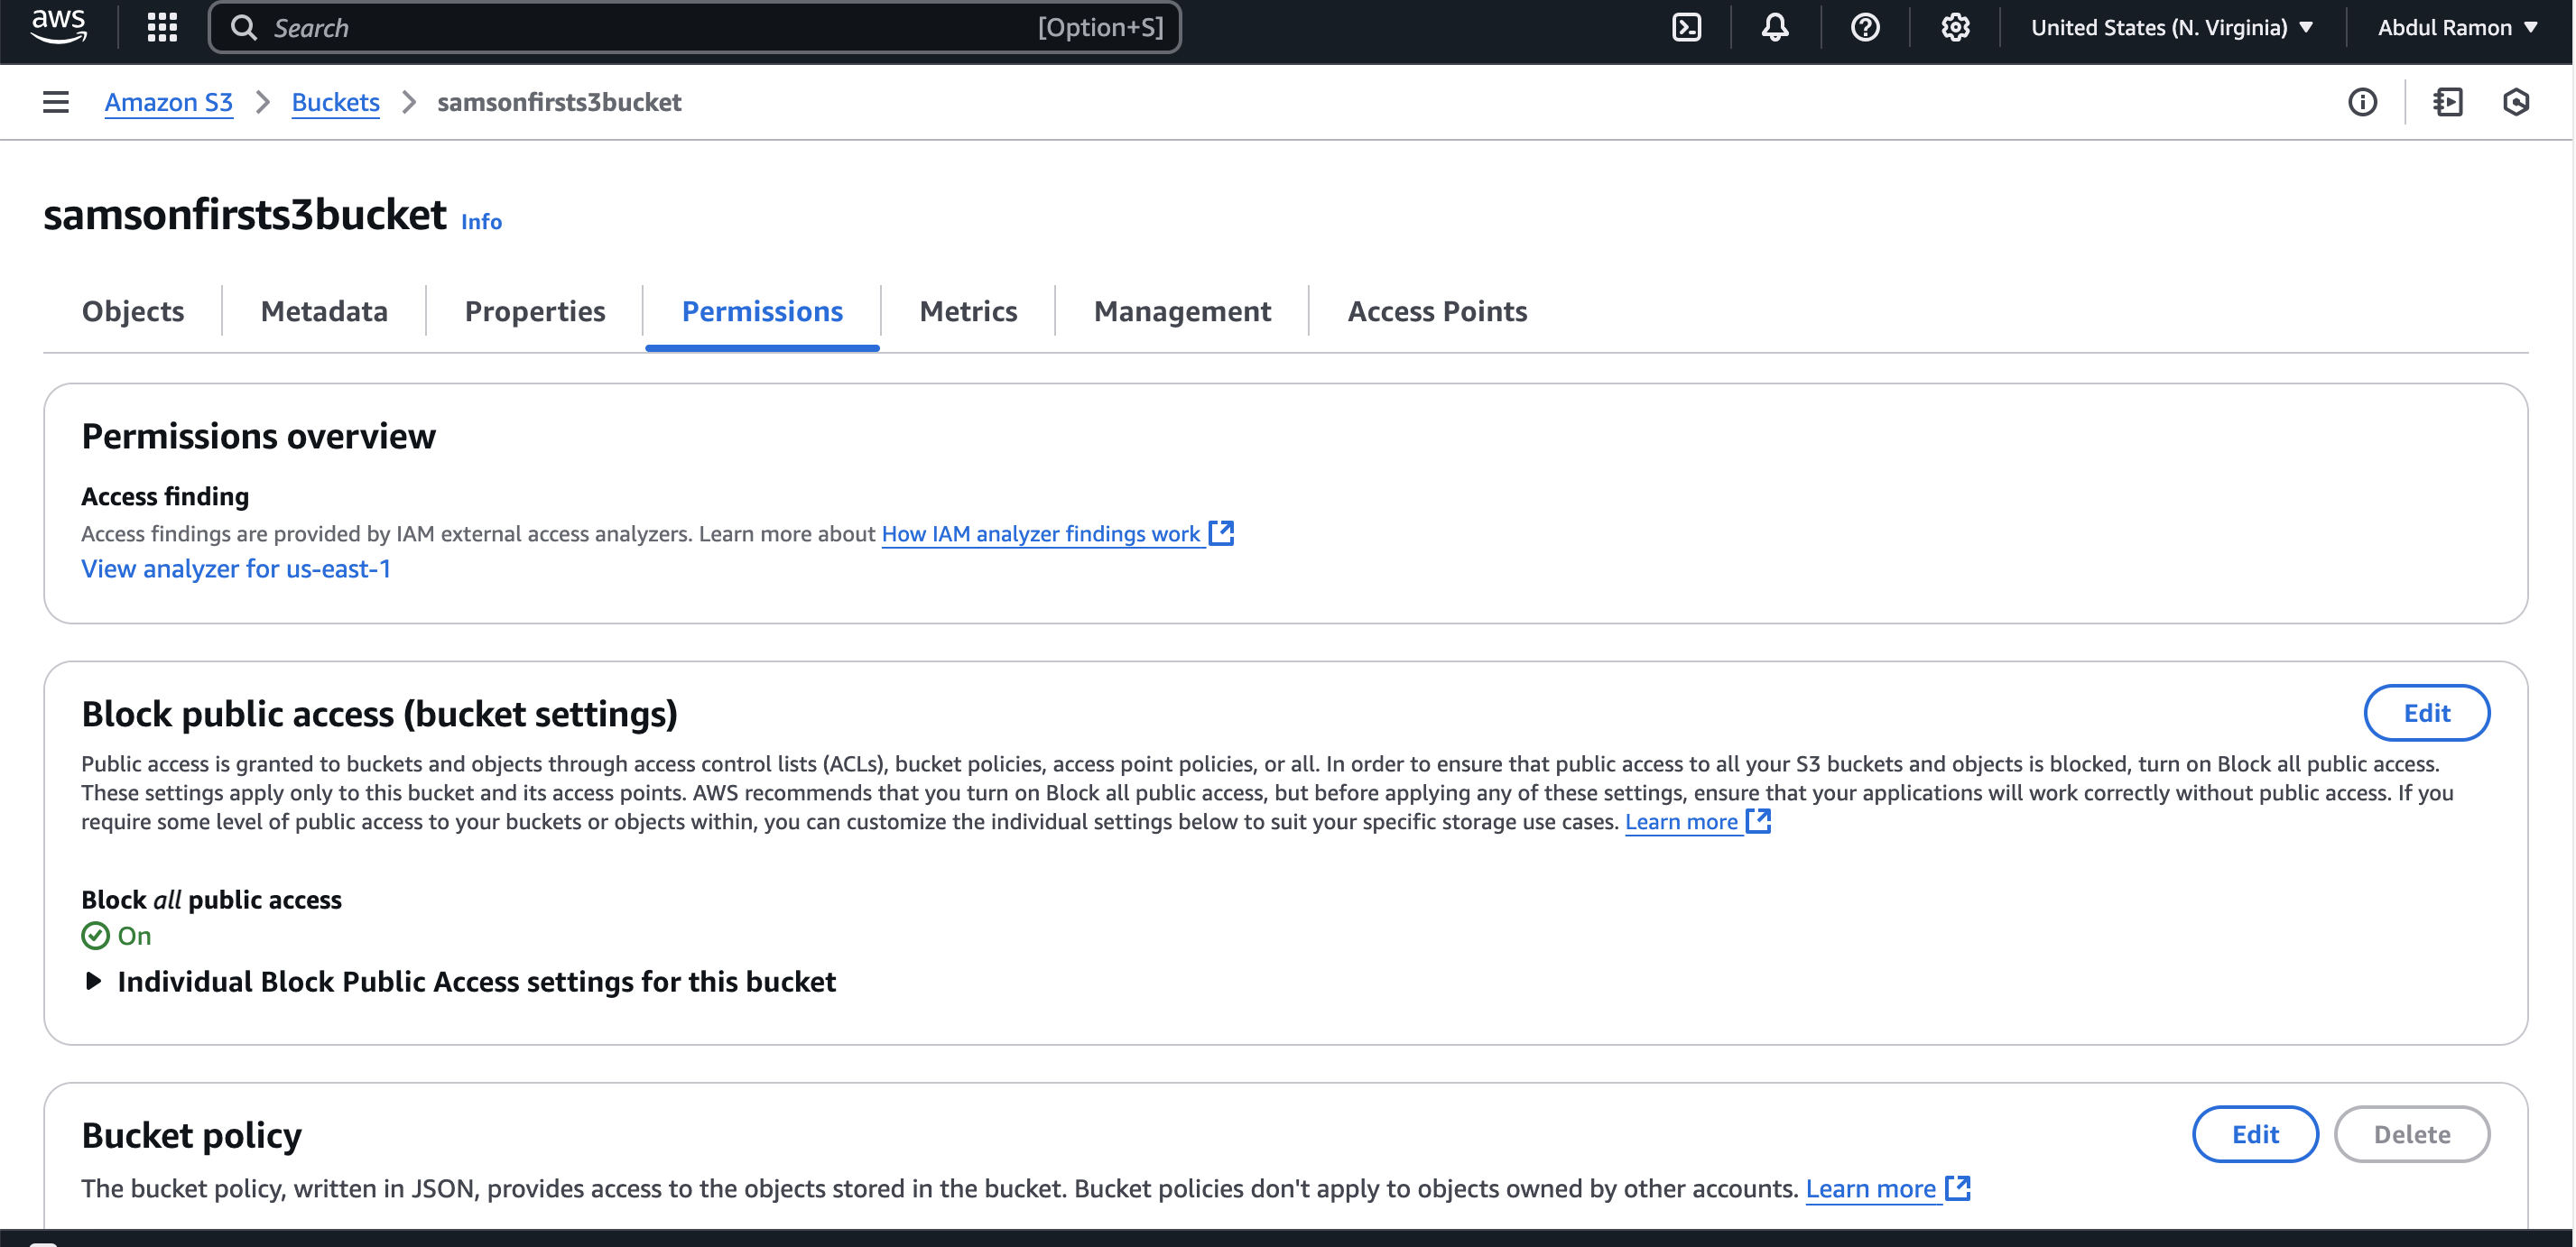 aws
Search [Option+S]
United States (N. Virginia)
Abdul Ramon
Amazon S3
Buckets
samsonfirsts3bucket
samsonfirsts3bucket Info
Objects
Metadata
Properties
Permissions
Metrics
Management
Access Points
Permissions overview
Access finding
Access findings are provided by IAM external access analyzers. Learn more about How IAM analyzer findings work
View analyzer for us-east-1
Block public access (bucket settings)
Edit
Public access is granted to buckets and objects through access control lists (ACLs), bucket policies, access point policies, or all. In order to ensure that public access to all your S3 buckets and objects is blocked, turn on Block all public access.
These settings apply only to this bucket and its access points. AWS recommends that you turn on Block all public access, but before applying any of these settings, ensure that your applications will work correctly without public access. If you
require some level of public access to your buckets or objects within, you can customize the individual settings below to suit your specific storage use cases. Learn more
Block all public access
On
Individual Block Public Access settings for this bucket
Bucket policy
Edit
Delete
The bucket policy, written in JSON, provides access to the objects stored in the bucket. Bucket policies don't apply to objects owned by other accounts. Learn more